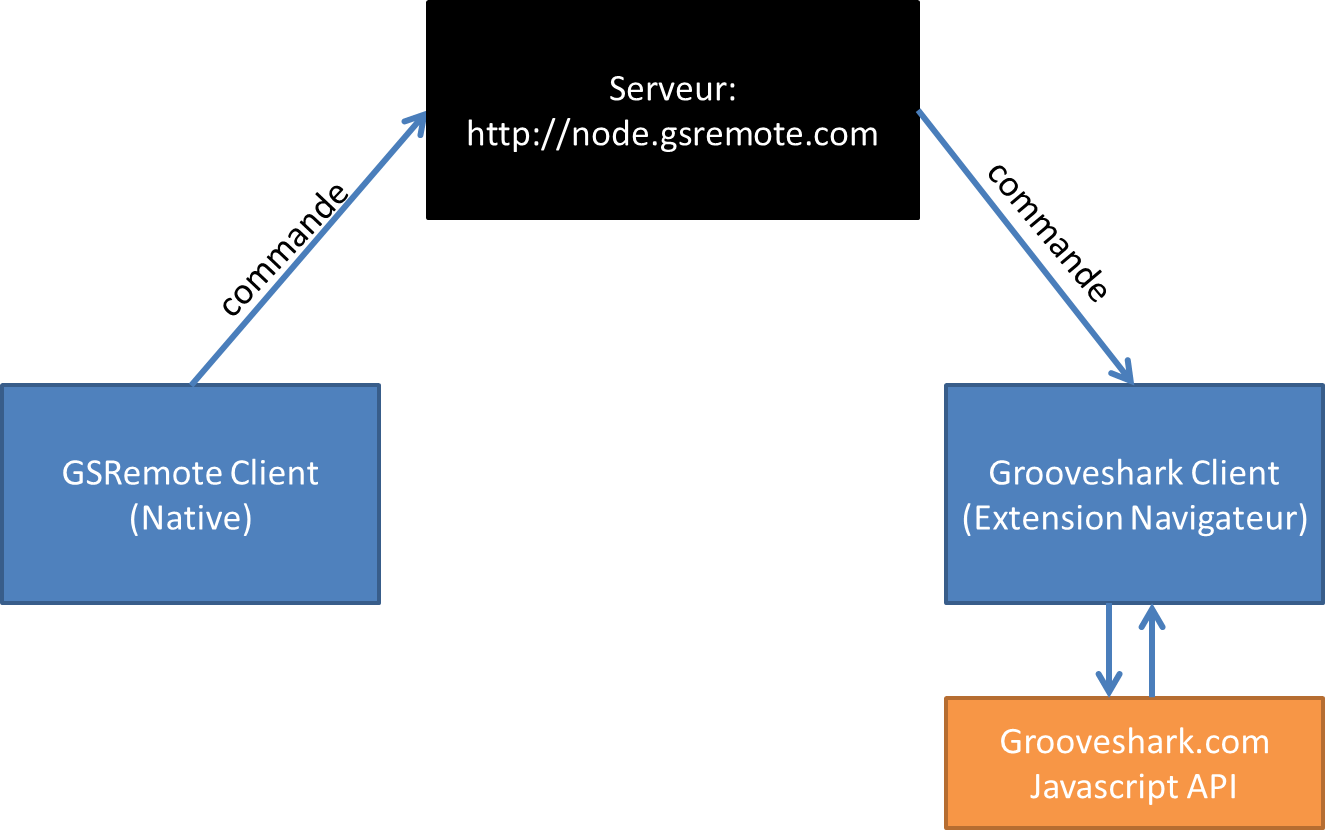 Serveur:
http://node.gsremote.com
commande
commande
GSRemote Client
(Native)
Grooveshark Client
(Extension Navigateur)
Grooveshark.com
Javascript API